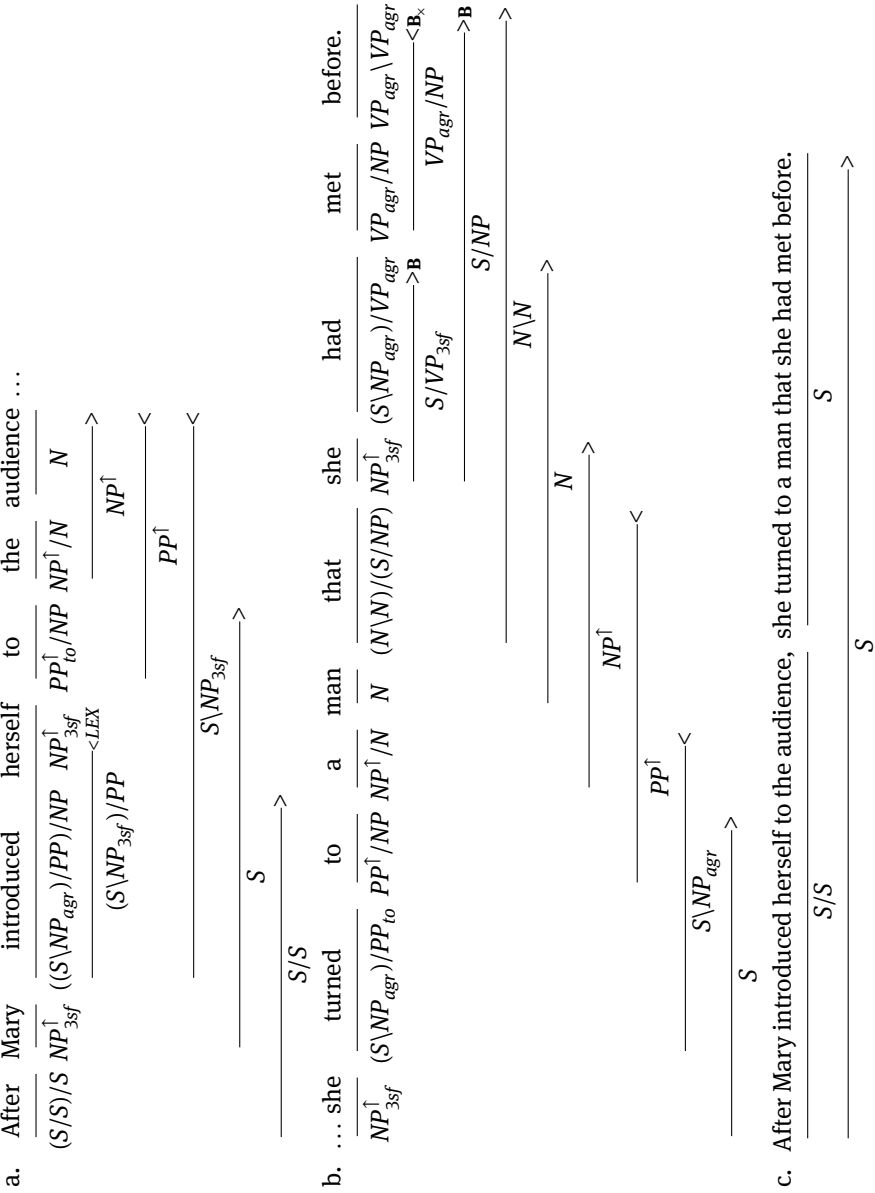 a. After Mary introduced herself to the audience …
(S/S)/S NP↑3sf ((S\NPagr)/PP)/NP NP↑3sf PP↑to/NP NP↑/N N
<LEX >
(S\NP3sf)/PP NP↑
<
PP↑
<
S\NP3sf
>
S
>
S/S
b. … she turned to a man that she had met before.
NP↑3sf (S\NPagr)/PPto PP↑/NP NP↑/N N (N\N)/(S/NP) NP↑3sf (S\NPagr)/VPagr VPagr/NP VPagr\VPagr
>B <B×
S/VP3sf VPagr/NP
>B
S/NP
>
N\N
>
N
>
NP↑
<
PP↑
<
S\NPagr
>
S
c. After Mary introduced herself to the audience, she turned to a man that she had met before.
S/S S
>
S